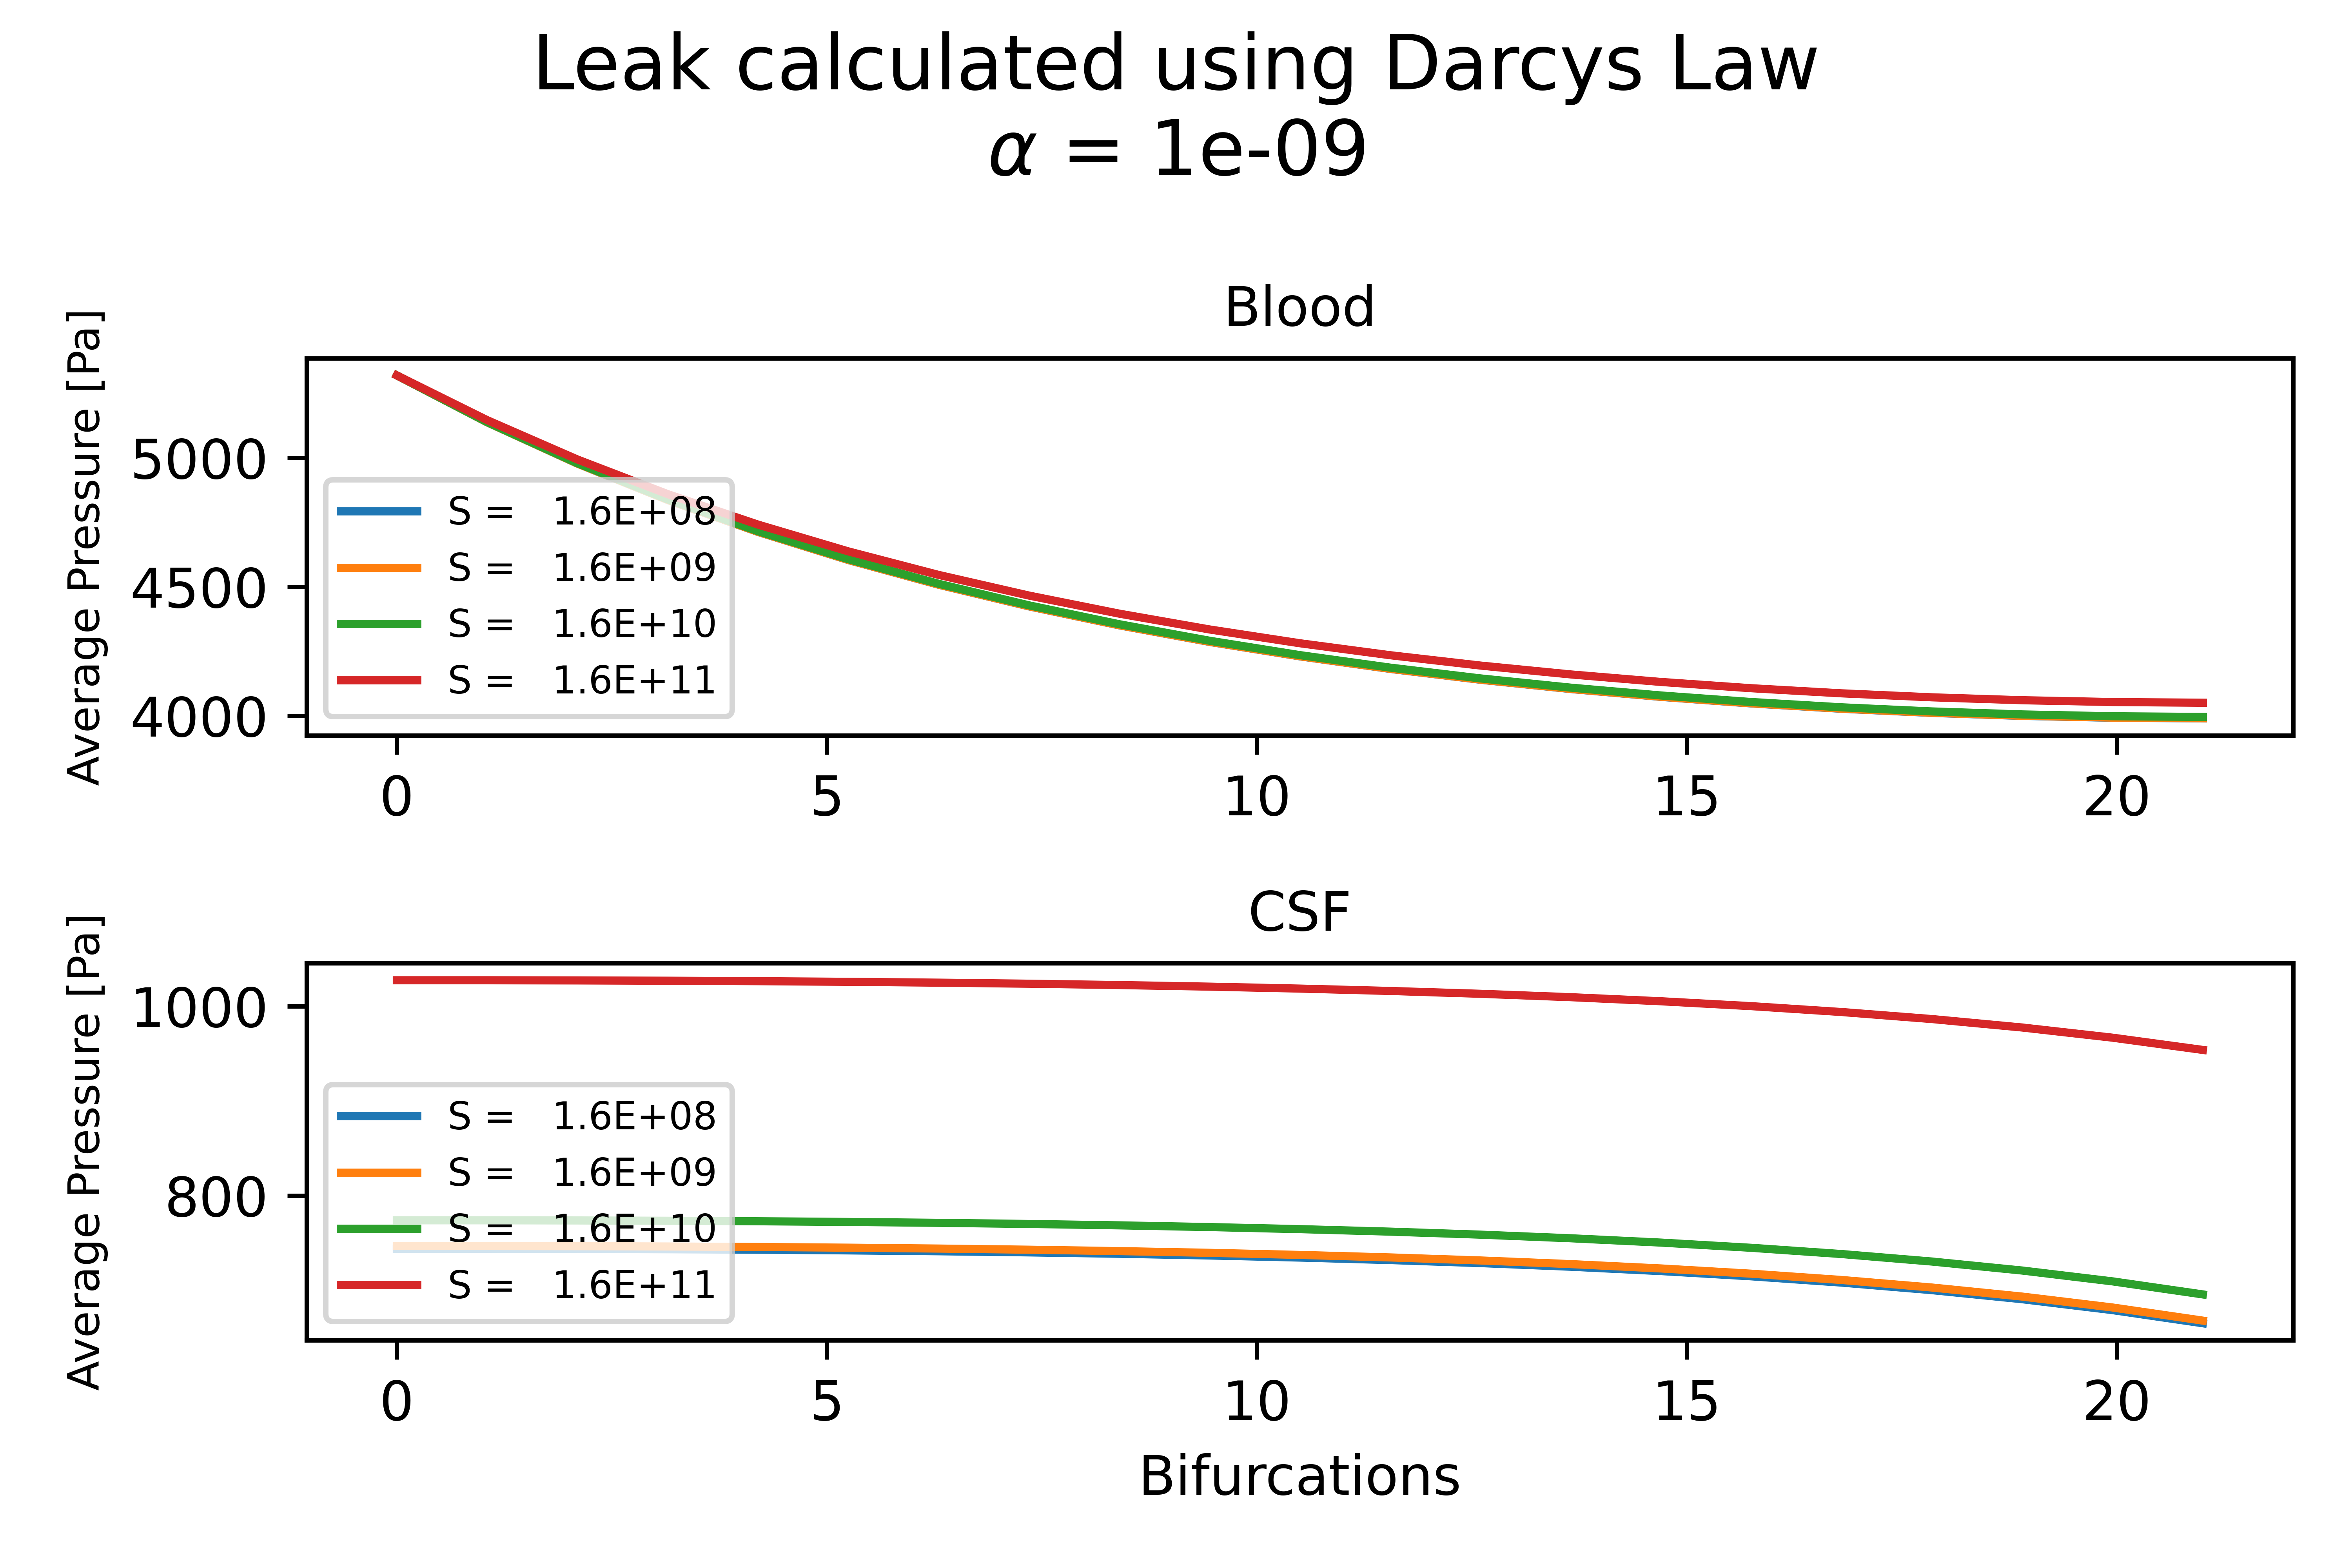 Leak calculated using Darcys Law
α = 1e-09
Blood
Average Pressure [Pa]
5000
4500
4000
S = 1.6E+08
S = 1.6E+09
S = 1.6E+10
S = 1.6E+11
0 5 10 15 20
CSF
Average Pressure [Pa]
1000
800
S = 1.6E+08
S = 1.6E+09
S = 1.6E+10
S = 1.6E+11
0 5 10 15 20
Bifurcations